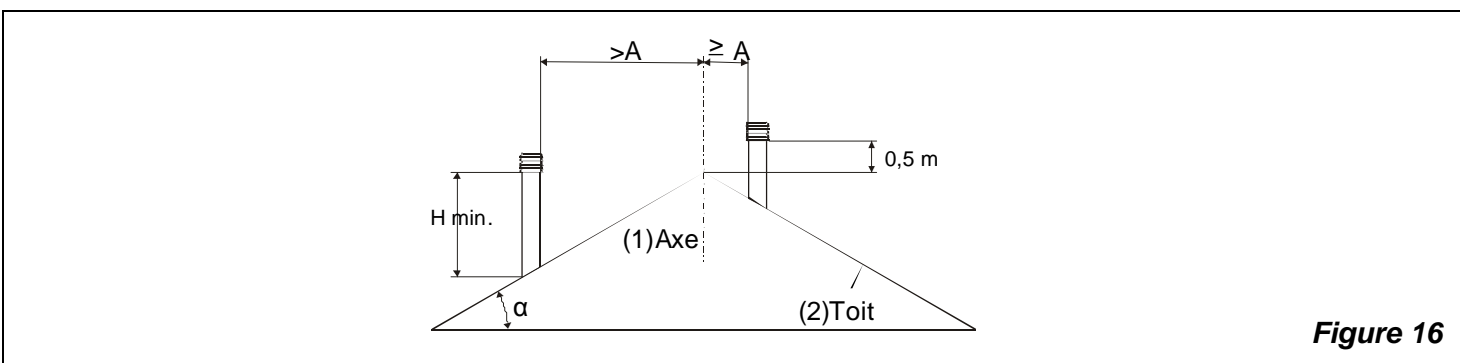 >A
≥ A
0,5 m
H min.
(1)Axe
α
(2)Toit
Figure 16